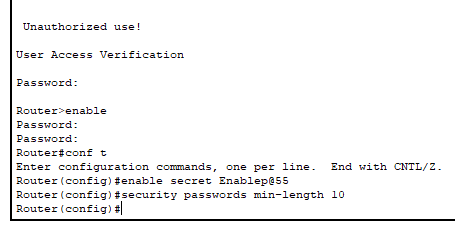 Unauthorized use!
User Access Verification
Password:
Router>enable
Password:
Password:
Router#conf t
Enter configuration commands, one per line.  End with CNTL/Z.
Router(config)#enable secret Enablep@55
Router(config)#security passwords min-length 10
Router(config)#